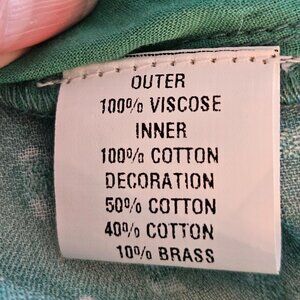 OUTER
100% VISCOSE
INNER
100% COTTON
DECORATION
50% COTTON
40% COTTON
10% BRASS